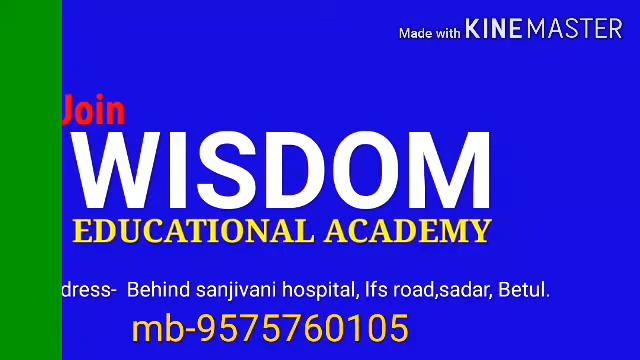 Made with KINEMASTER
Join
WISDOM
EDUCATIONAL ACADEMY
dress- Behind sanjivani hospital, lfs road,sadar, Betul.
mb-9575760105